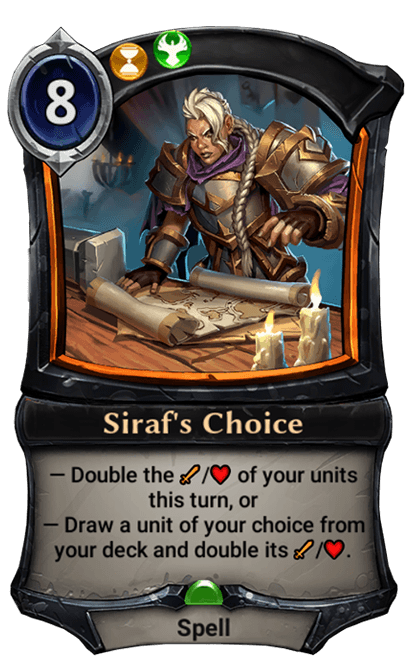 8
Siraf's Choice
— Double the / of your units
this turn, or
— Draw a unit of your choice from
your deck and double its /.
Spell